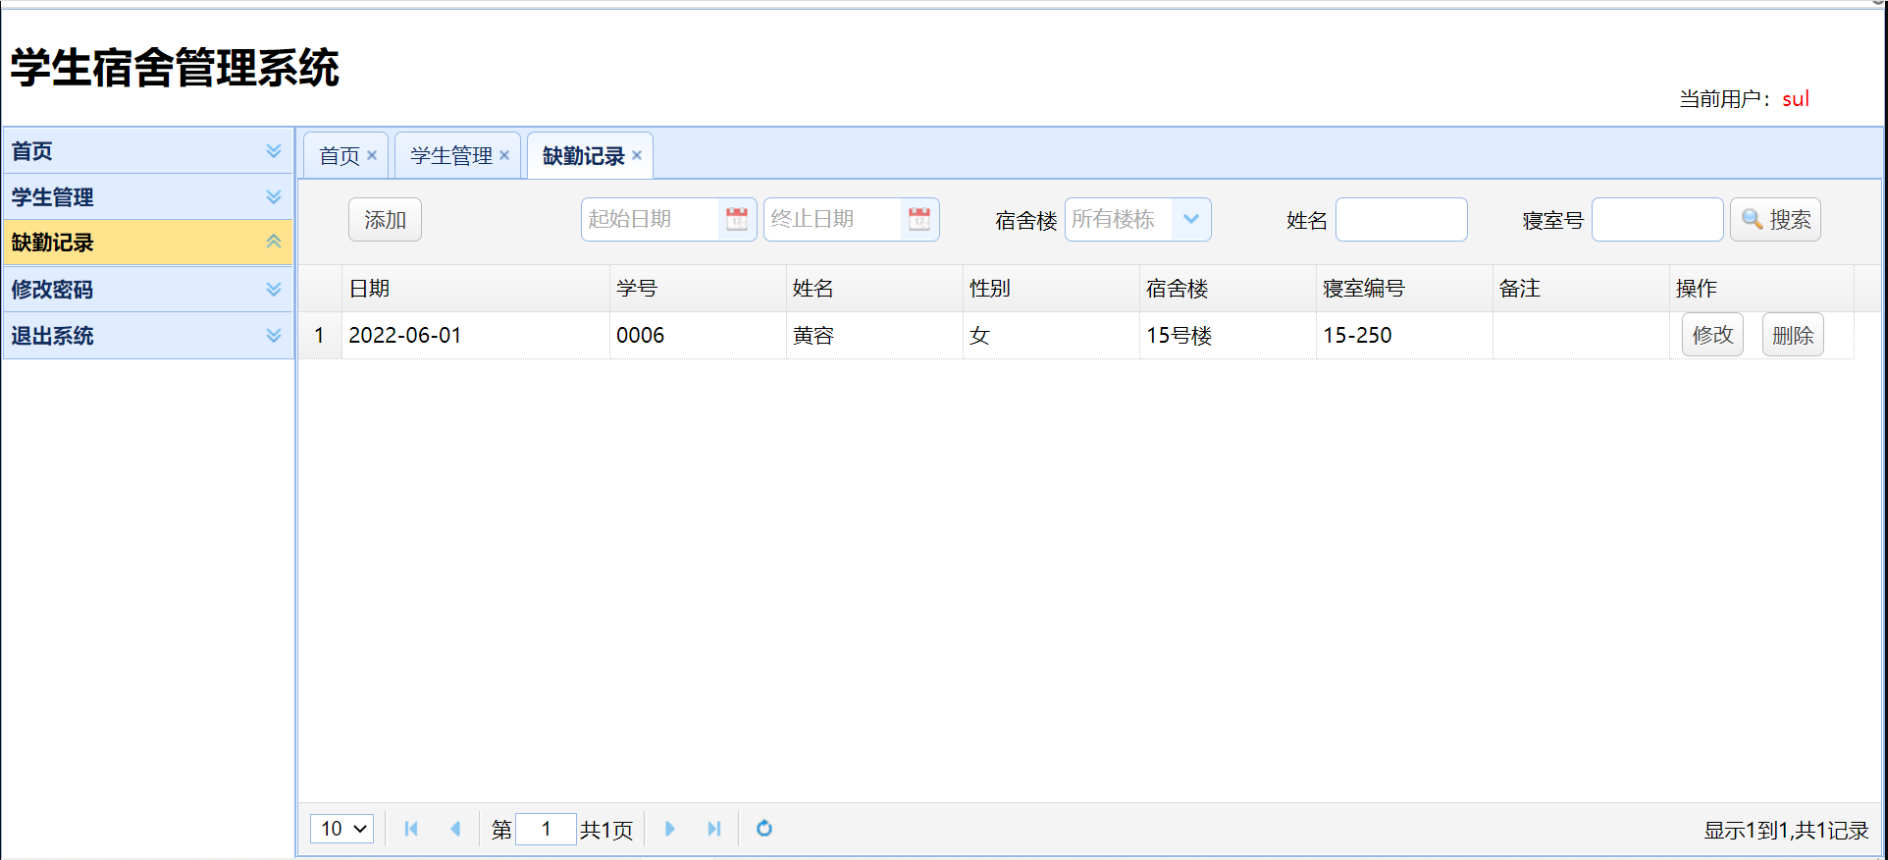 学生宿舍管理系统
当前用户：sul
首页
学生管理
缺勤记录
修改密码
退出系统
首页 × 学生管理 × 缺勤记录 ×
添加 起始日期 终止日期 宿舍楼 所有楼栋 姓名 寝室号 搜索
日期 学号 姓名 性别 宿舍楼 寝室编号 备注 操作
1 2022-06-01 0006 黄容 女 15号楼 15-250 修改 删除
10 第 1 共1页 显示1到1,共1记录